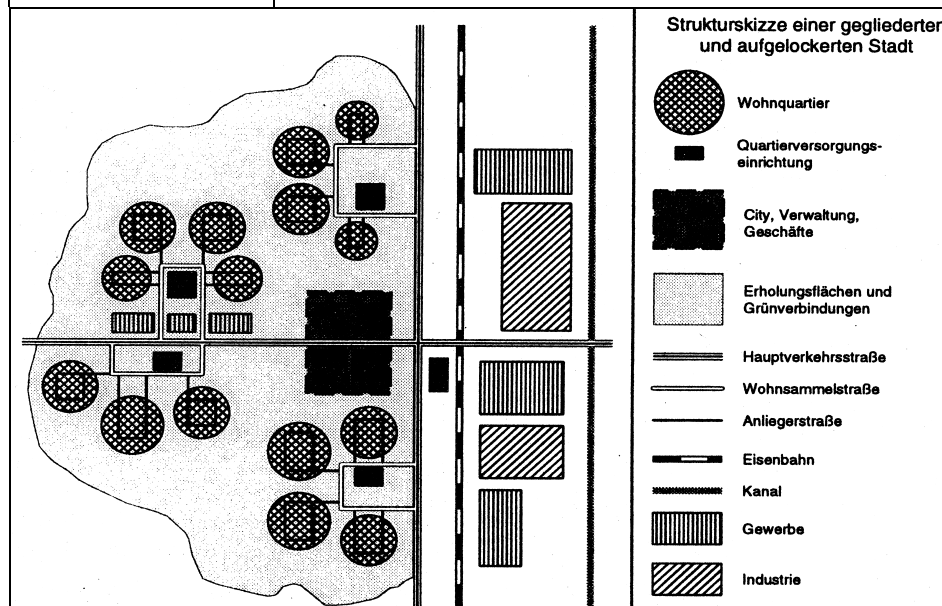 Strukturskizze einer gegliederten
und aufgelockerten Stadt
Wohnquartier
Quartierversorgungs-
einrichtung
City, Verwaltung,
Geschäfte
Erholungsflächen und
Grünverbindungen
Hauptverkehrsstraße
Wohnsammelstraße
Anliegerstraße
Eisenbahn
Kanal
Gewerbe
Industrie